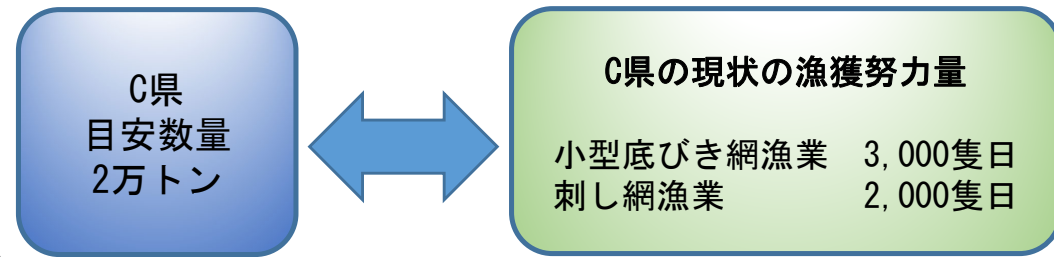 C県
目安数量
2万トン
C県の現状の漁獲努力量
小型底びき網漁業　3,000隻日
刺し網漁業　2,000隻日